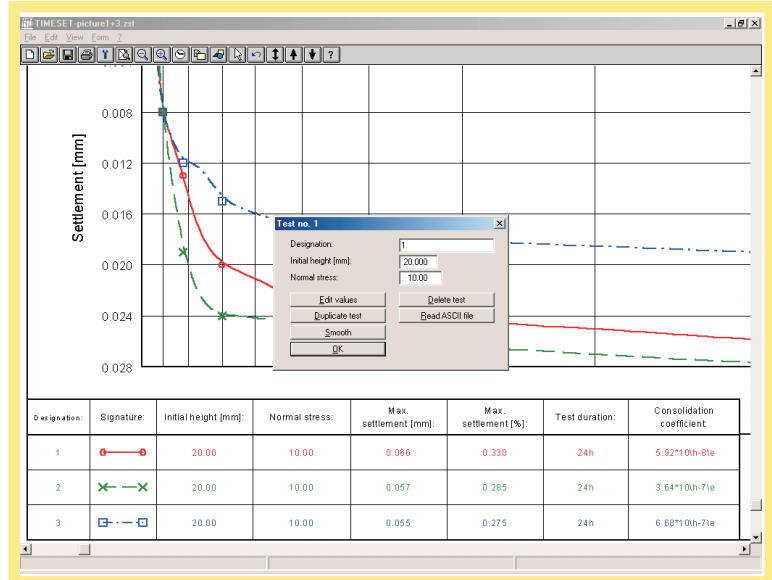 TIMESET-picture1+3.zst
File Edit View Form ?
0.008
0.012
0.016
0.020
0.024
0.028
Settlement [mm]
Test no. 1
Designation: 1
Initial height [mm]: 20.000
Normal stress: 10.00
Edit values Delete test
Duplicate test Read ASCII file
Smooth
OK
Designation: Signature: Initial height [mm]: Normal stress: Max. settlement [mm]: Max. settlement [%]: Test duration: Consolidation coefficient:
1 20.00 10.00 0.066 0.330 24h 5.92*10\h-8\e
2 20.00 10.00 0.057 0.285 24h 3.64*10\h-7\e
3 20.00 10.00 0.055 0.275 24h 6.68*10\h-7\e